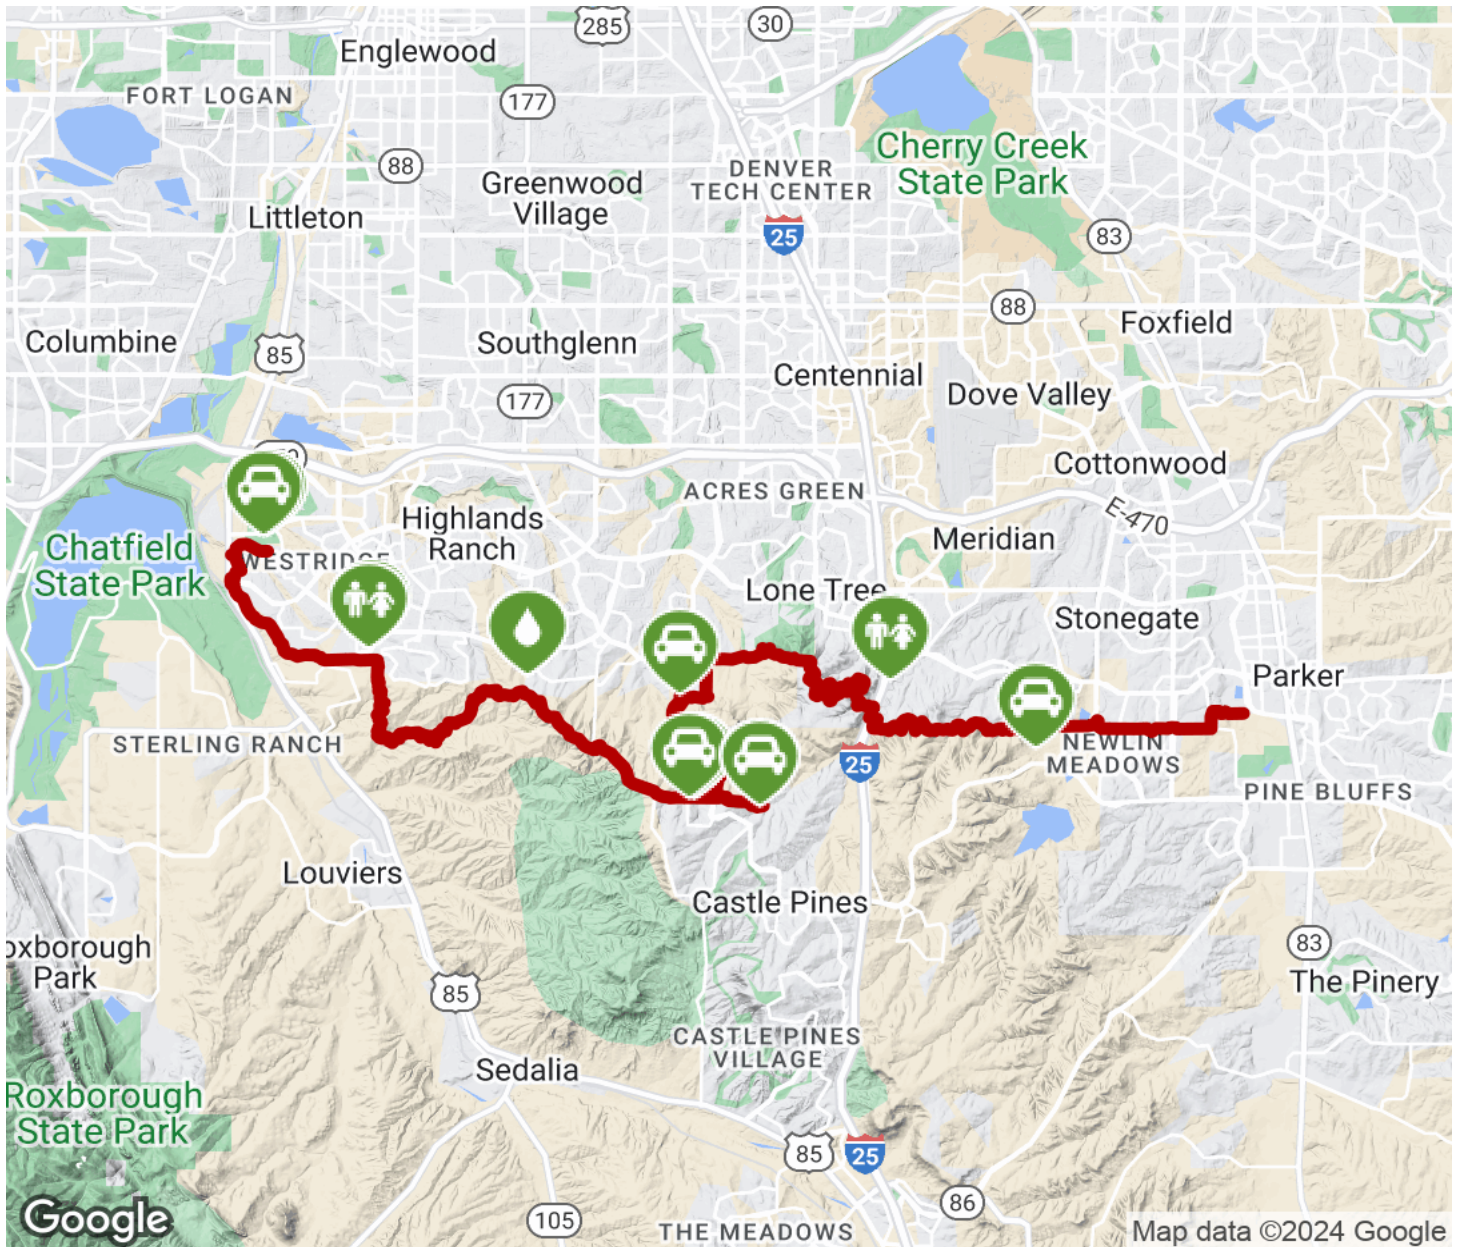 285
30
Englewood
FORT LOGAN
177
88
Cherry Creek
State Park
DENVER
TECH CENTER
Greenwood
Village
Littleton
25
83
88
Foxfield
Columbine
85
Southglenn
Centennial
Dove Valley
177
Cottonwood
ACRES GREEN
E-470
Highlands
Ranch
Meridian
Chatfield
State Park
WESTRIDGE
Lone Tree
Stonegate
Parker
STERLING RANCH
NEWLIN
MEADOWS
25
PINE BLUFFS
Louviers
Castle Pines
83
oxborough
Park
The Pinery
85
CASTLE PINES
VILLAGE
Sedalia
Roxborough
State Park
85
25
86
105
THE MEADOWS
Google
Map data ©2024 Google